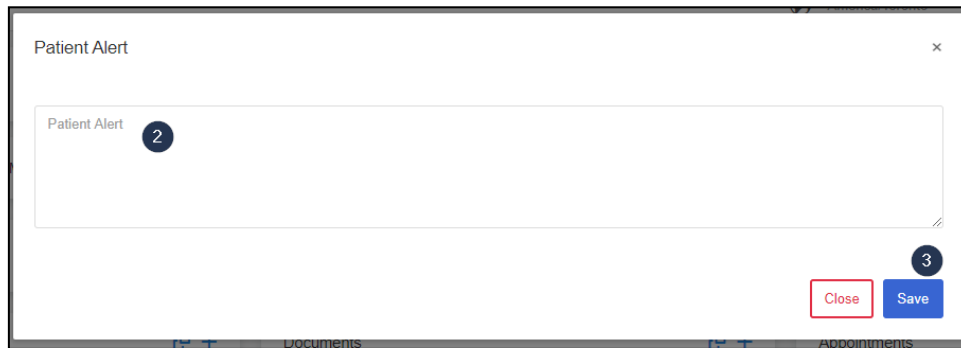 Patient Alert
×
Patient Alert
2
3
Close
Save
Documents
Appointments